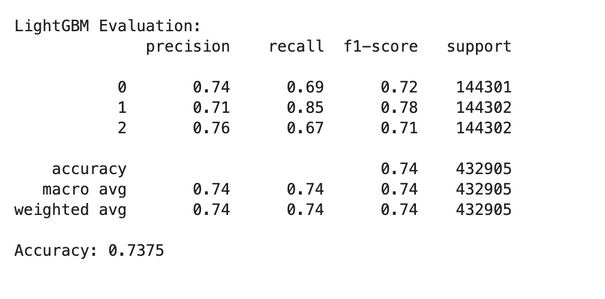 LightGBM Evaluation:
precision recall f1-score support
0 0.74 0.69 0.72 144301
1 0.71 0.85 0.78 144302
2 0.76 0.67 0.71 144302
accuracy 0.74 432905
macro avg 0.74 0.74 0.74 432905
weighted avg 0.74 0.74 0.74 432905
Accuracy: 0.7375